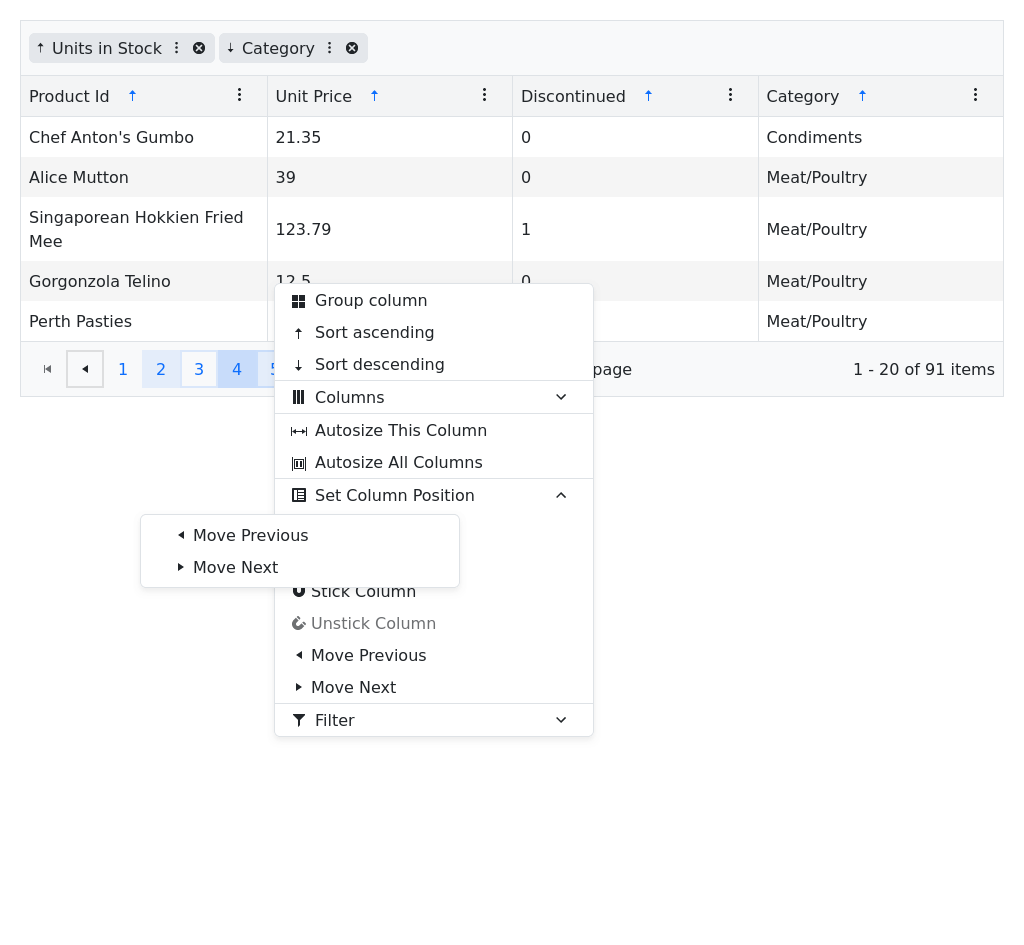 Units in Stock Category
Product Id Unit Price Discontinued Category
Chef Anton's Gumbo 21.35 0 Condiments
Alice Mutton 39 0 Meat/Poultry
Singaporean Hokkien Fried
Mee 123.79 1 Meat/Poultry
Gorgonzola Telino 12.5 0 Meat/Poultry
Perth Pasties Meat/Poultry
1 2 3 4 page 1 - 20 of 91 items
Group column
Sort ascending
Sort descending
Columns
Autosize This Column
Autosize All Columns
Set Column Position
Move Previous
Move Next
Stick Column
Unstick Column
Move Previous
Move Next
Filter